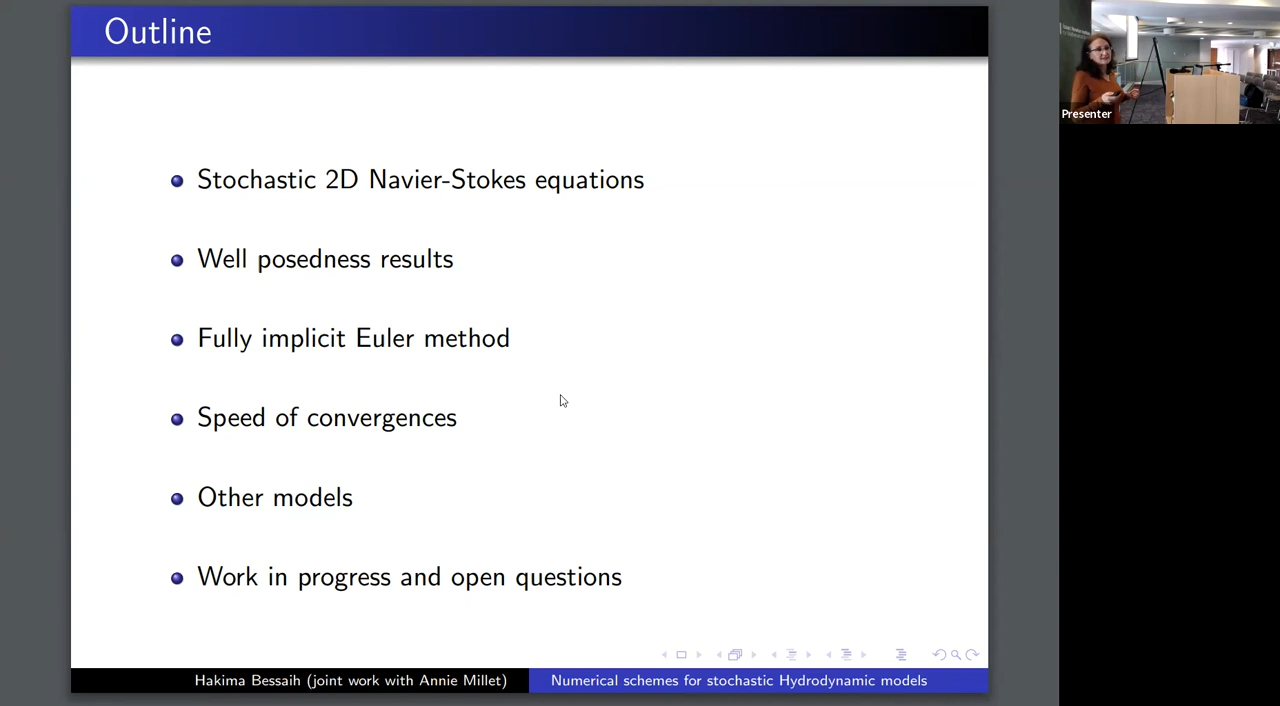 Outline
Stochastic 2D Navier-Stokes equations
Well posedness results
Fully implicit Euler method
Speed of convergences
Other models
Work in progress and open questions
Hakima Bessaih (joint work with Annie Millet)
Numerical schemes for stochastic Hydrodynamic models
Presenter